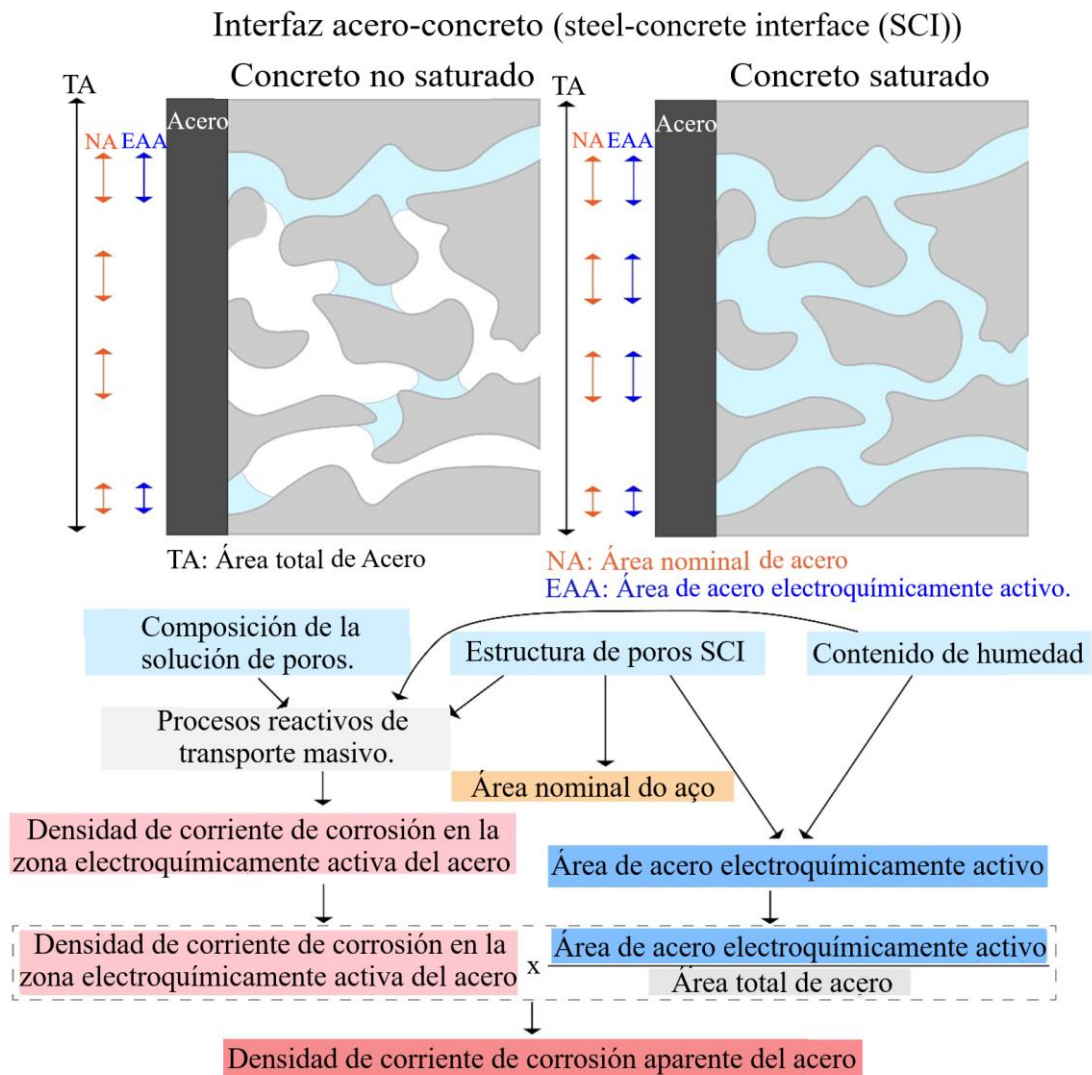 Interfaz acero-concreto (steel-concrete interface (SCI))
Concreto no saturado
Concreto saturado
TA
Acero
NA EAA
TA
Acero
NA EAA
TA: Área total de Acero
NA: Área nominal de acero
EAA: Área de acero electroquímicamente activo.
Composición de la
solución de poros.
Estructura de poros SCI
Contenido de humedad
Procesos reactivos de
transporte masivo.
Área nominal do aço
Densidad de corriente de corrosión en la
zona electroquímicamente activa del acero
Área de acero electroquímicamente activo
Densidad de corriente de corrosión en la
zona electroquímicamente activa del acero
x
Área de acero electroquímicamente activo
Área total de acero
Densidad de corriente de corrosión aparente del acero